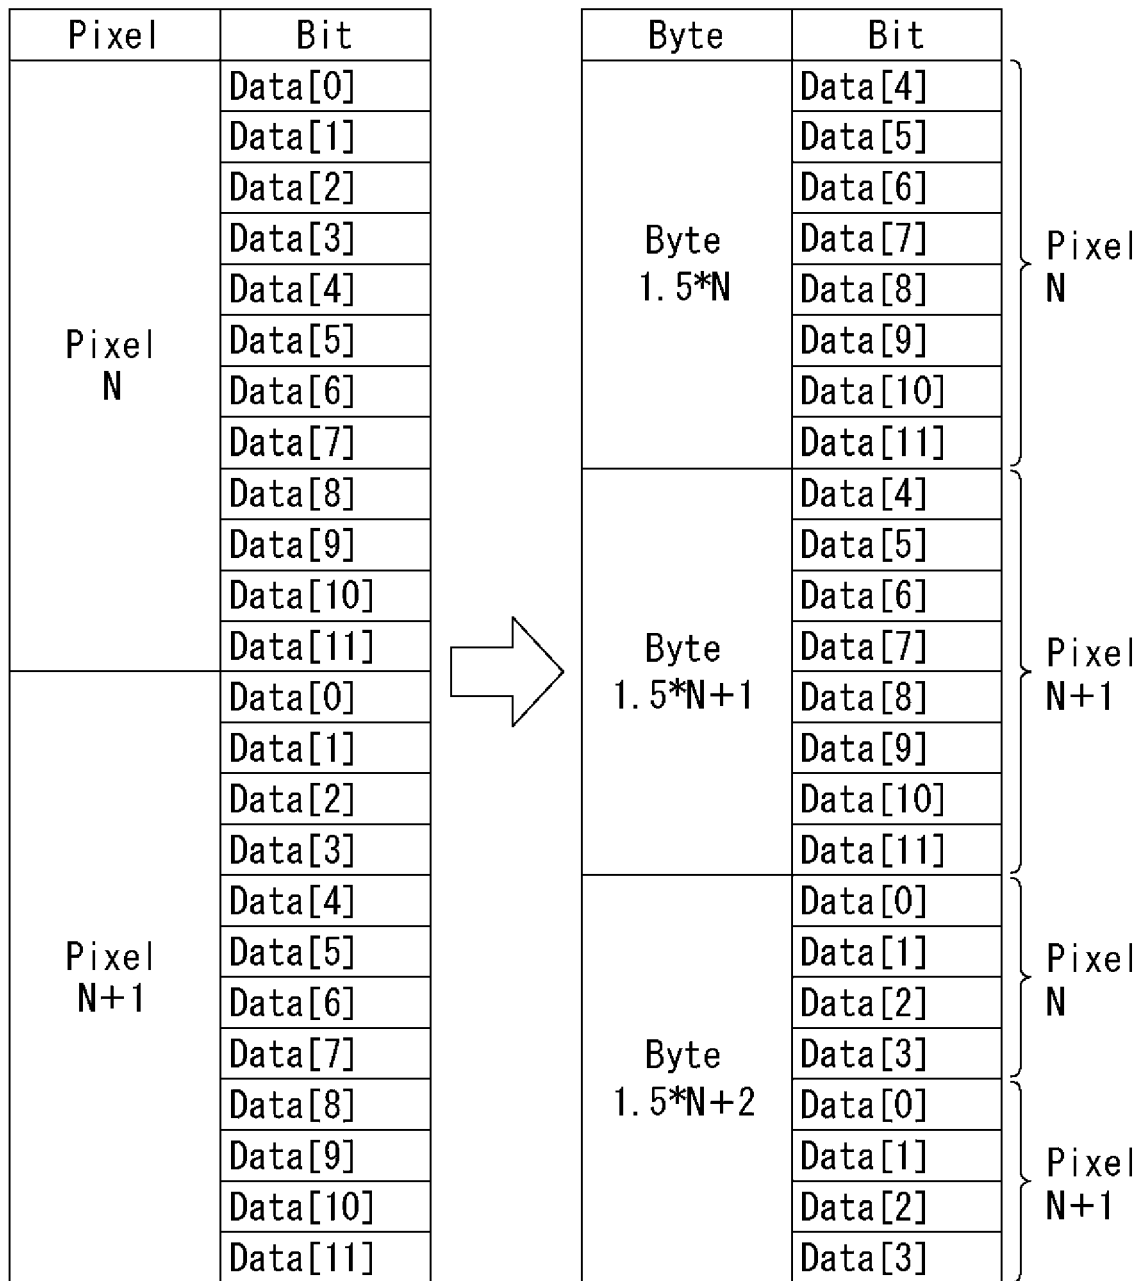 Pixel Bit
Pixel
N
Data[0]
Data[1]
Data[2]
Data[3]
Data[4]
Data[5]
Data[6]
Data[7]
Data[8]
Data[9]
Data[10]
Data[11]
Pixel
N+1
Data[0]
Data[1]
Data[2]
Data[3]
Data[4]
Data[5]
Data[6]
Data[7]
Data[8]
Data[9]
Data[10]
Data[11]
Byte Bit
Byte
1.5*N
Data[4]
Data[5]
Data[6]
Data[7]
Data[8]
Data[9]
Data[10]
Data[11]
Pixel
N
Byte
1.5*N+1
Data[4]
Data[5]
Data[6]
Data[7]
Data[8]
Data[9]
Data[10]
Data[11]
Pixel
N+1
Byte
1.5*N+2
Data[0]
Data[1]
Data[2]
Data[3]
Pixel
N
Data[0]
Data[1]
Data[2]
Data[3]
Pixel
N+1